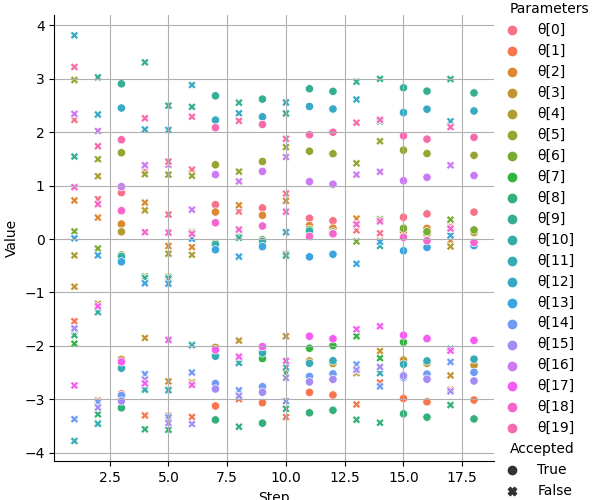 Parameters
θ[0]
θ[1]
θ[2]
θ[3]
θ[4]
θ[5]
θ[6]
θ[7]
θ[8]
θ[9]
θ[10]
θ[11]
θ[12]
θ[13]
θ[14]
θ[15]
θ[16]
θ[17]
θ[18]
θ[19]
Accepted
True
False
Value
4
3
2
1
0
−1
−2
−3
−4
2.5
5.0
7.5
10.0
12.5
15.0
17.5
Step